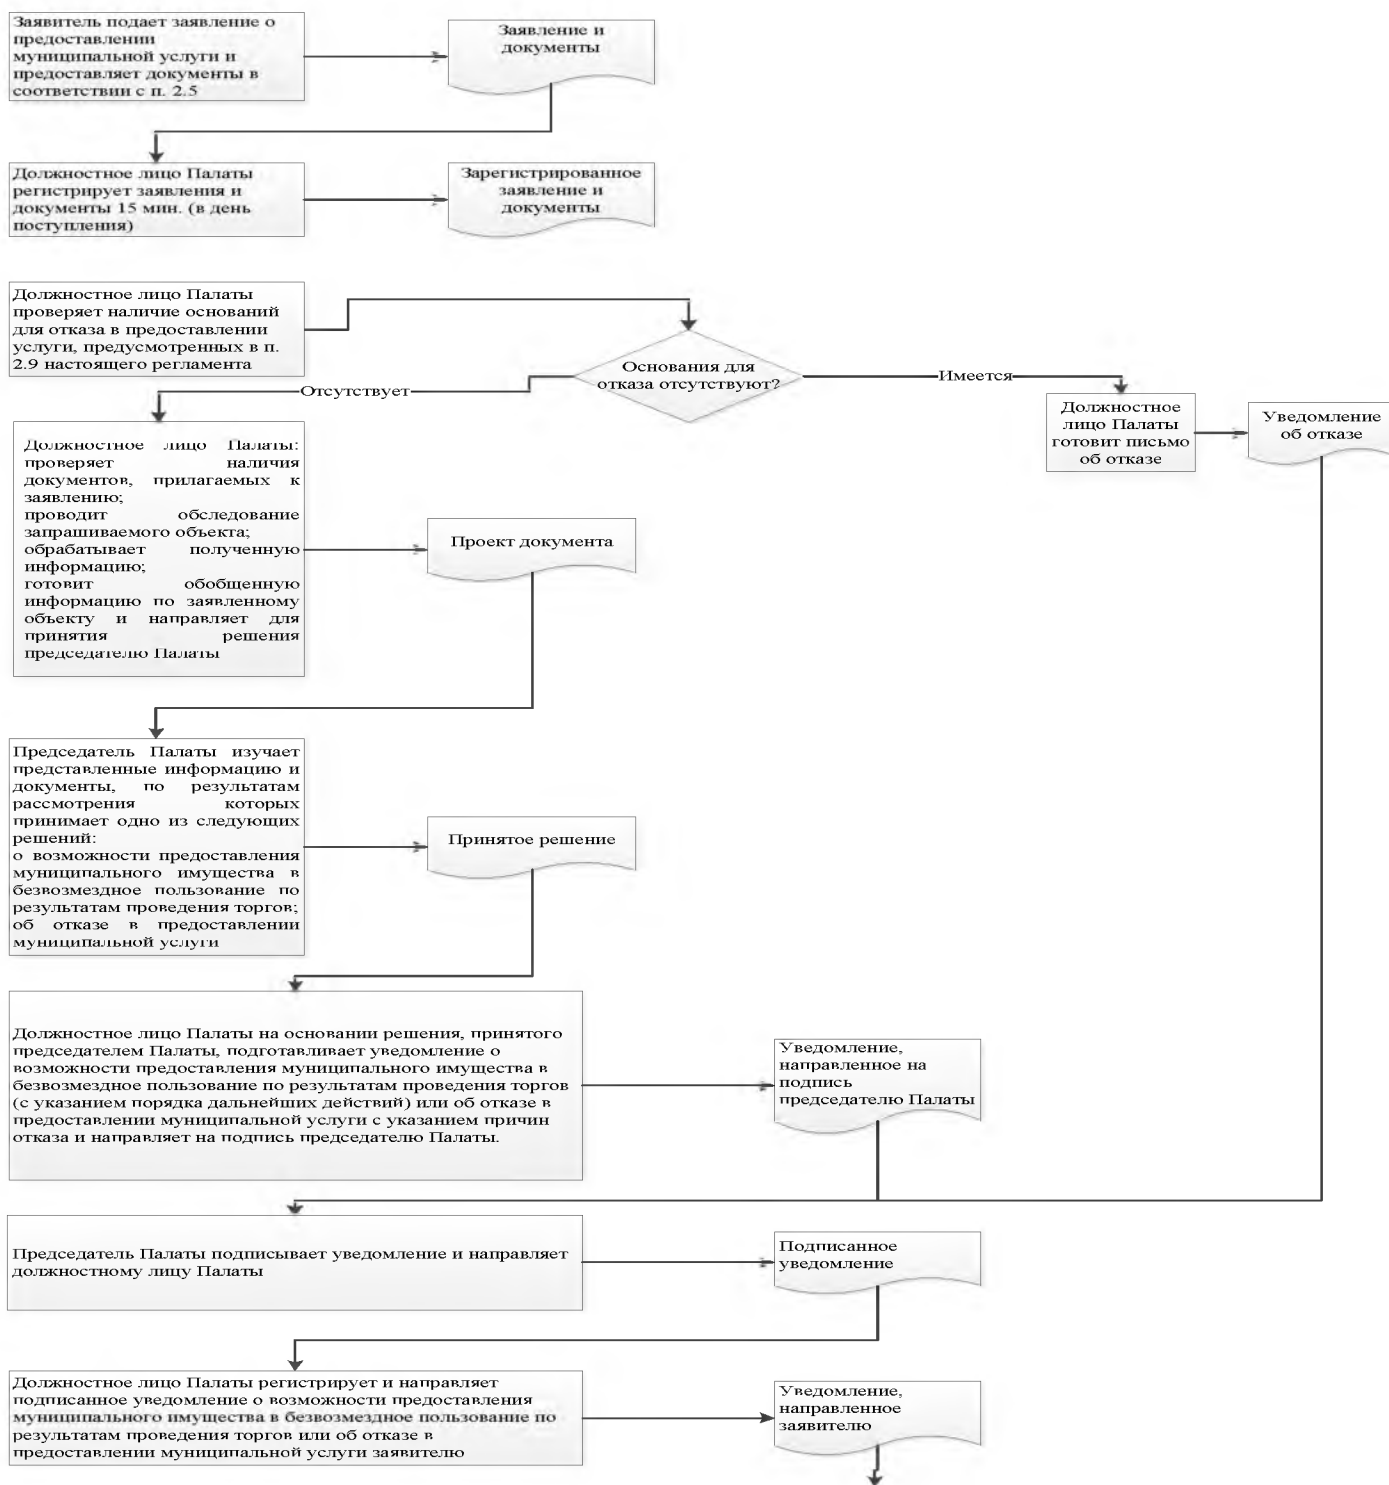 Заявитель подает заявление о
предоставлении
муниципальной услуги и
предоставляет документы в
соответствии с п. 2.5
Заявление и
документы
Должностное лицо Палаты
регистрирует заявления и
документы 15 мин. (в день
поступления)
Зарегистрированное
заявление и
документы
Должностное лицо Палаты
проверяет наличие оснований
для отказа в предоставлении
услуги, предусмотренных в п.
2.9 настоящего регламента
Основания для
отказа отсутствуют?
Отсутствует
Имеется
Должностное
лицо Палаты
готовит письмо
об отказе
Уведомление
об отказе
Должностное лицо Палаты:
проверяет наличия
документов, прилагаемых к
заявлению;
проводит обследование
запрашиваемого объекта;
обрабатывает полученную
информацию;
готовит обобщенную
информацию по заявленному
объекту и направляет для
принятия решения
председателю Палаты
Проект документа
Председатель Палаты изучает
представленные информацию и
документы, по результатам
рассмотрения которых
принимает одно из следующих
решений:
о возможности предоставления
муниципального имущества в
безвозмездное пользование по
результатам проведения торгов;
об отказе в предоставлении
муниципальной услуги
Принятое решение
Должностное лицо Палаты на основании решения, принятого
председателем Палаты, подготавливает уведомление о
возможности предоставления муниципального имущества в
безвозмездное пользование по результатам проведения торгов
(с указанием порядка дальнейших действий) или об отказе в
предоставлении муниципальной услуги с указанием причин
отказа и направляет на подпись председателю Палаты.
Уведомление,
направленное на
подпись
председателю Палаты
Председатель Палаты подписывает уведомление и направляет
должностному лицу Палаты
Подписанное
уведомление
Должностное лицо Палаты регистрирует и направляет
подписанное уведомление о возможности предоставления
муниципального имущества в безвозмездное пользование по
результатам проведения торгов или об отказе в
предоставлении муниципальной услуги заявителю
Уведомление,
направленное
заявителю